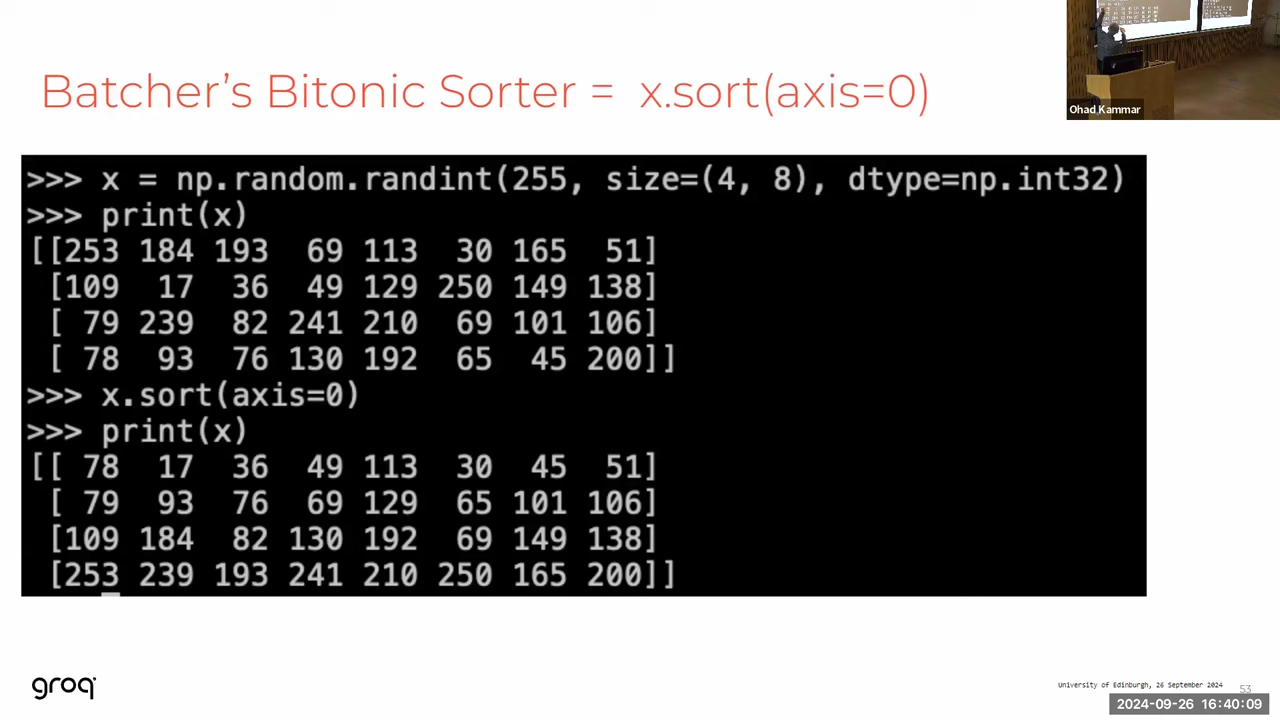 Batcher's Bitonic Sorter = x.sort(axis=0)
Ohad Kammar
>>> x = np.random.randint(255, size=(4, 8), dtype=np.int32)
>>> print(x)
[[253 184 193  69 113  30 165  51]
 [109  17  36  49 129 250 149 138]
 [ 79 239  82 241 210  69 101 106]
 [ 78  93  76 130 192  65  45 200]]
>>> x.sort(axis=0)
>>> print(x)
[[ 78  17  36  49 113  30  45  51]
 [ 79  93  76  69 129  65 101 106]
 [109 184  82 130 192  69 149 138]
 [253 239 193 241 210 250 165 200]]
groq
University of Edinburgh, 26 September 2024
53
2024-09-26 16:40:09